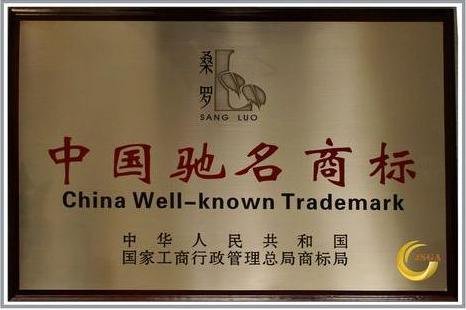 桑罗
SANG LUO
中国驰名商标
China Well-known Trademark
中华人民共和国
国家工商行政管理总局商标局
JSGA